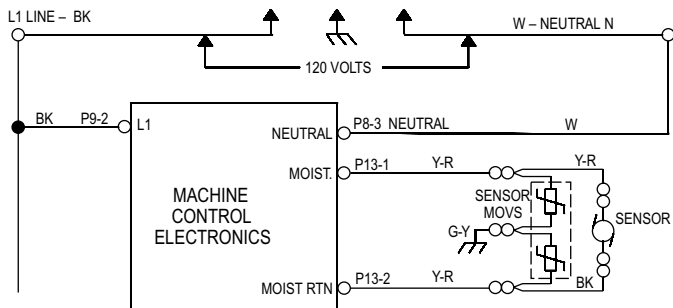 L1 LINE – BK
W – NEUTRAL N
120 VOLTS
BK P9-2 L1
NEUTRAL P8-3 NEUTRAL W
MOIST. P13-1 Y-R Y-R
MACHINE
CONTROL
ELECTRONICS
SENSOR
MOVS
SENSOR
G-Y
MOIST RTN P13-2 Y-R BK